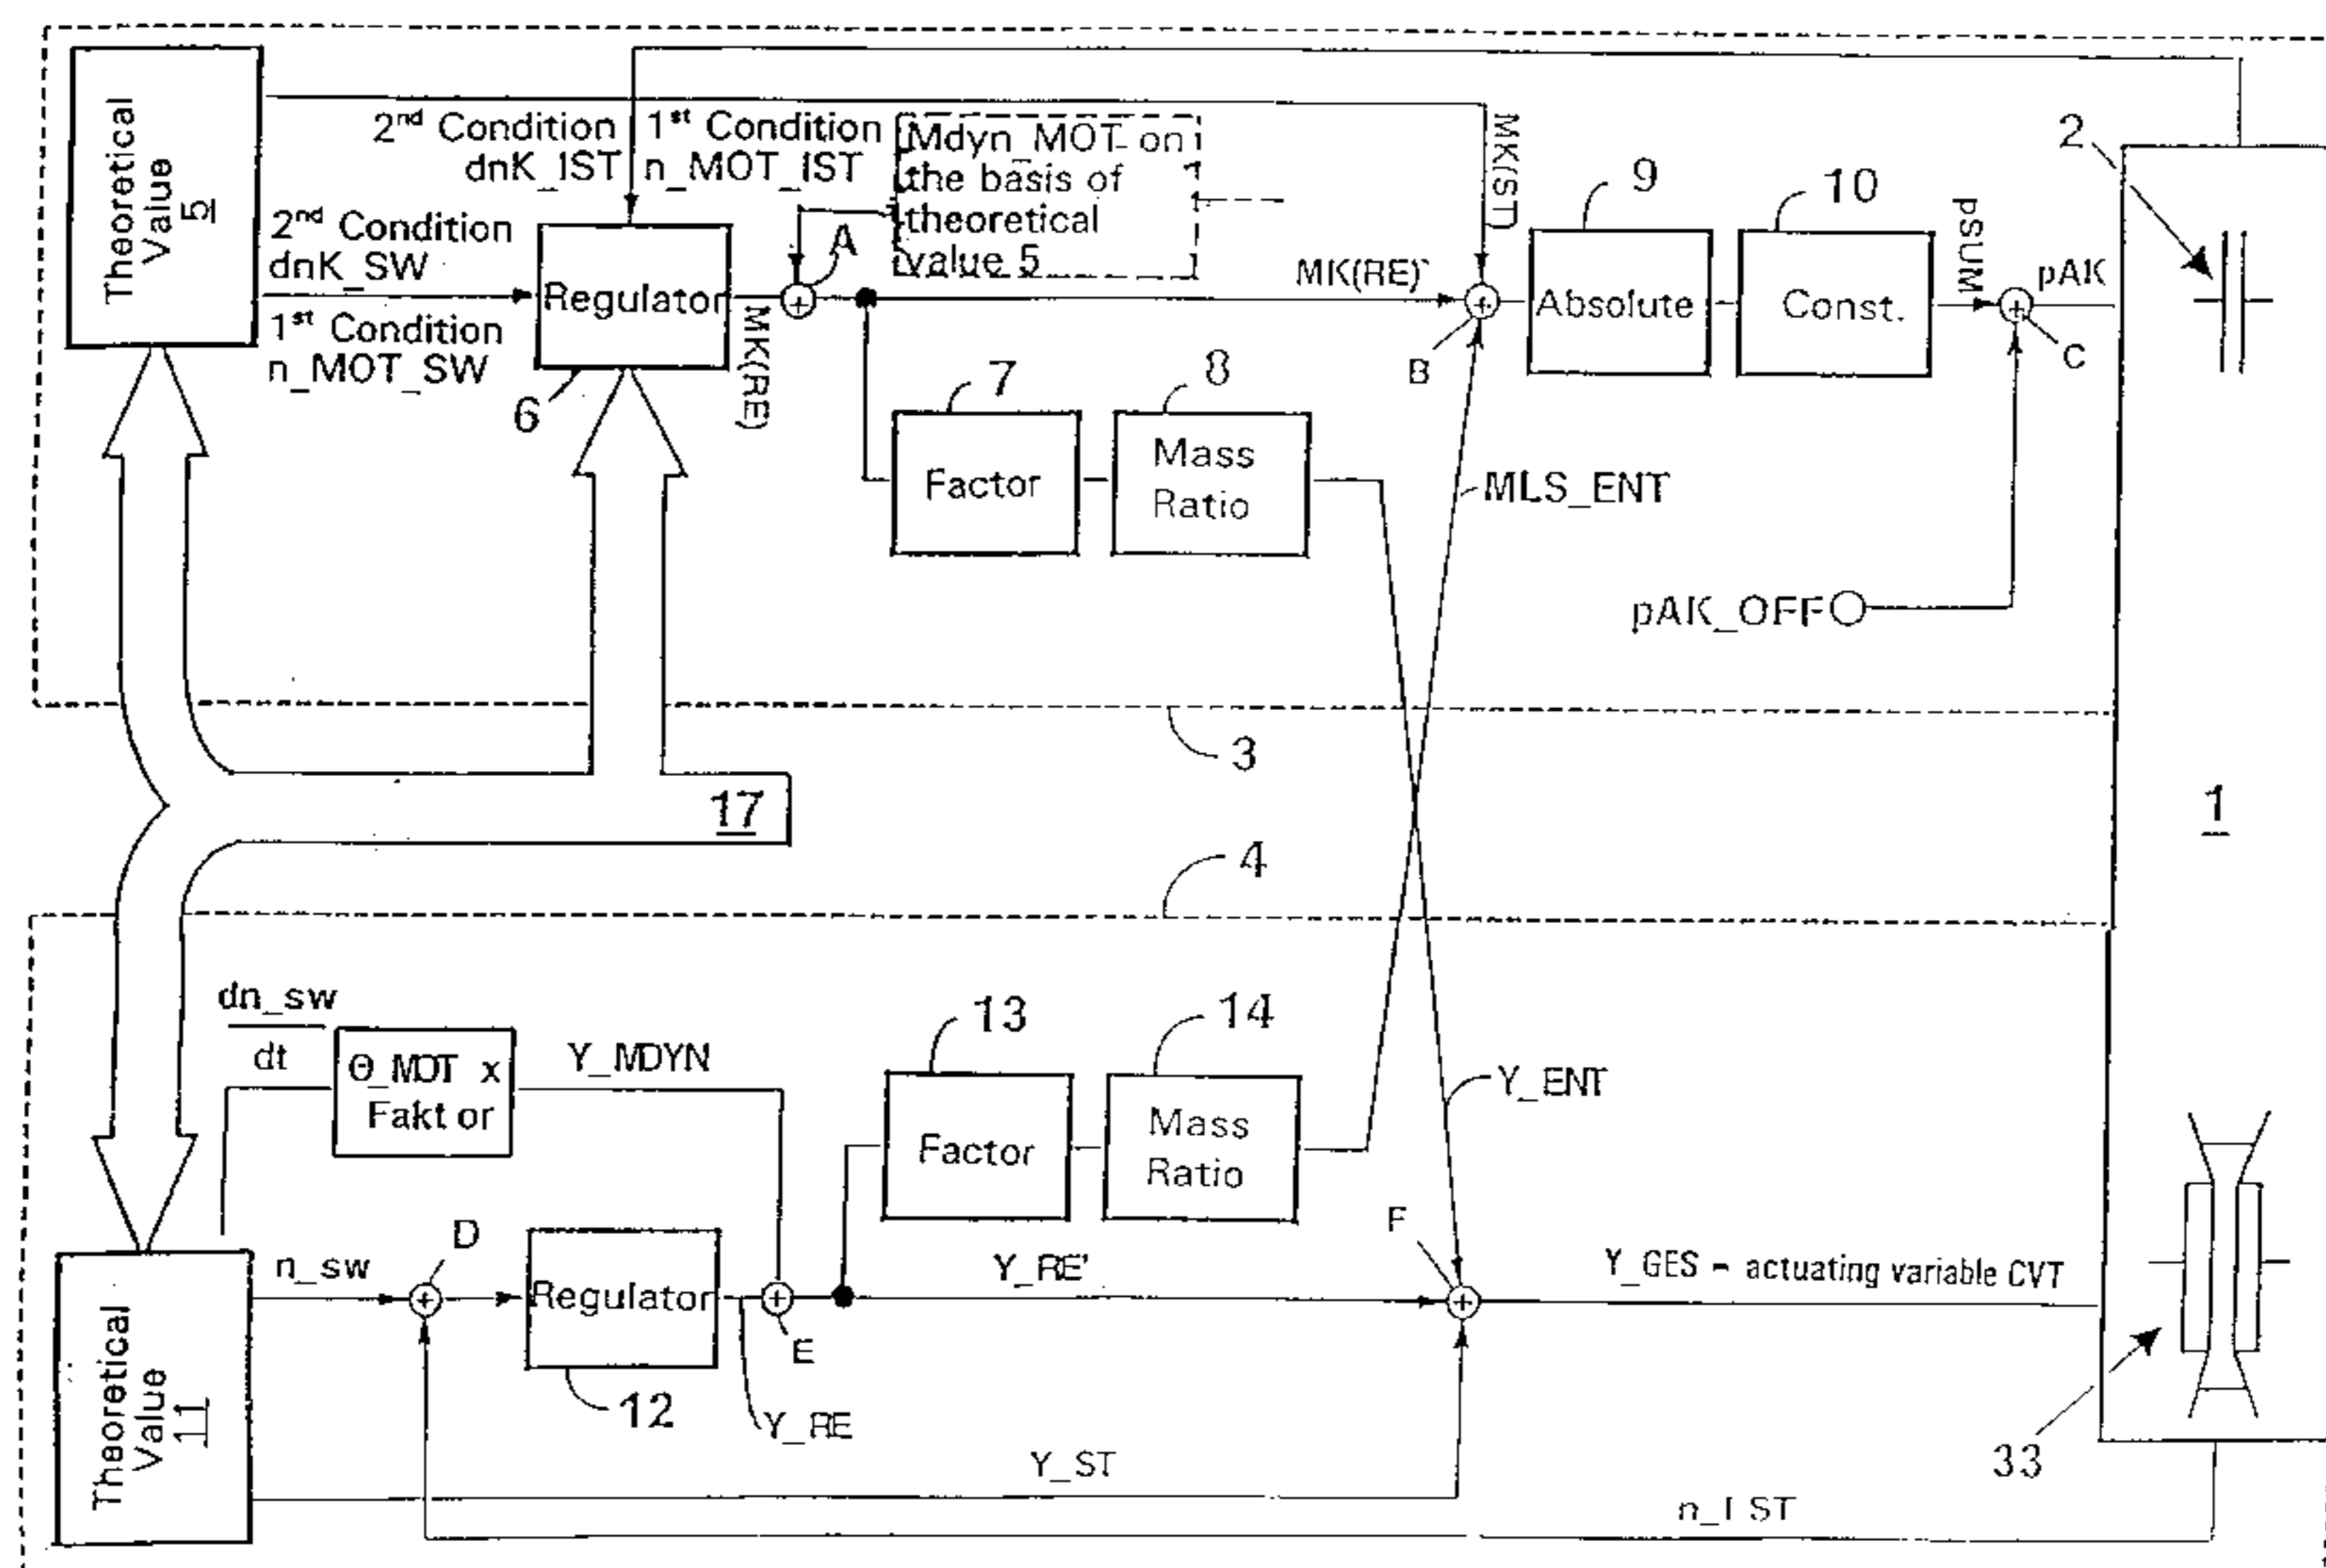 Theoretical
Value
5
2nd Condition
dnK_IST
1st Condition
n_MOT_IST
Mdyn_MOT on
the basis of
theoretical
value 5
2nd Condition
dnK_SW
1st Condition
n_MOT_SW
Regulator
6
MK(RE)
A
MK(RE)'
MK(ST)
B
9
Absolute
10
Const.
pSUM
pAK
C
2
7
Factor
8
Mass
Ratio
MLS_ENT
pAK_OFF
3
17
1
4
dn_sw
dt
Θ_MOT x
Faktor
Y_MDYN
13
Factor
14
Mass
Ratio
Y_ENT
Theoretical
Value
11
n_sw
D
Regulator
12
E
Y_RE
Y_RE'
F
Y_GES - actuating variable CVT
33
Y_ST
n_IST